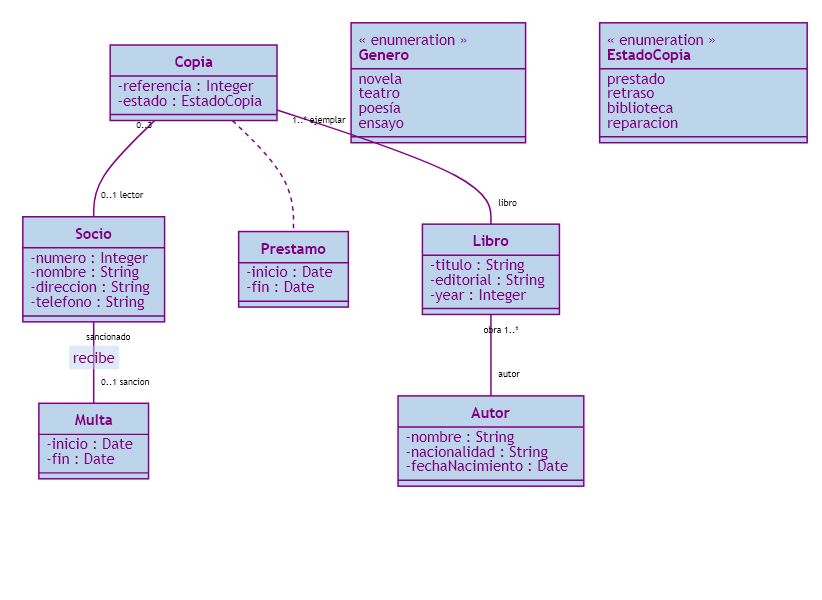 Copia
-referencia : Integer
-estado : EstadoCopia
« enumeration »
Genero
novela
teatro
poesía
ensayo
« enumeration »
EstadoCopia
prestado
retraso
biblioteca
reparacion
0..3
1..* ejemplar
0..1 lector
libro
Socio
-numero : Integer
-nombre : String
-direccion : String
-telefono : String
Prestamo
-inicio : Date
-fin : Date
Libro
-titulo : String
-editorial : String
-year : Integer
sancionado
recibe
0..1 sancion
obra 1..*
autor
Multa
-inicio : Date
-fin : Date
Autor
-nombre : String
-nacionalidad : String
-fechaNacimiento : Date